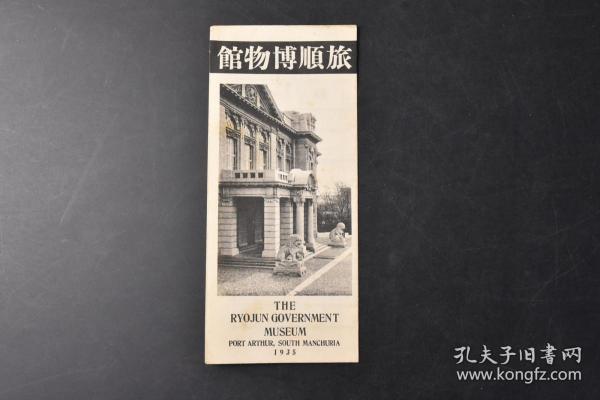 館物博順旅
THE
RYOJUN GOVERNMENT
MUSEUM
PORT ARTHUR, SOUTH MANCHURIA
1935
孔夫子旧书网
www.kongfz.com